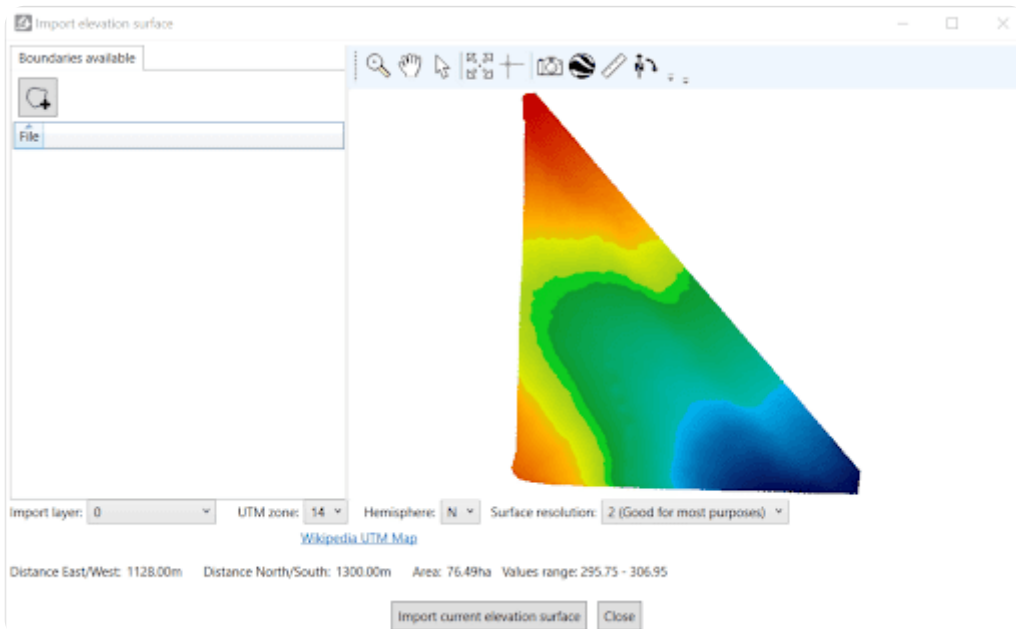 Import elevation surface
Boundaries available
File
Import layer: 0 UTM zone: 14 Hemisphere: N Surface resolution: 2 (Good for most purposes)
Wikipedia UTM Map
Distance East/West: 1128.00m Distance North/South: 1300.00m Area: 76.49ha Values range: 295.75 - 306.95
Import current elevation surface Close